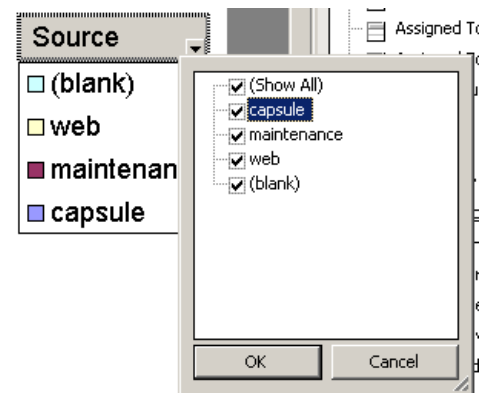 Source
(blank)
web
maintenan
capsule
Assigned To
(Show All)
capsule
maintenance
web
(blank)
OK
Cancel